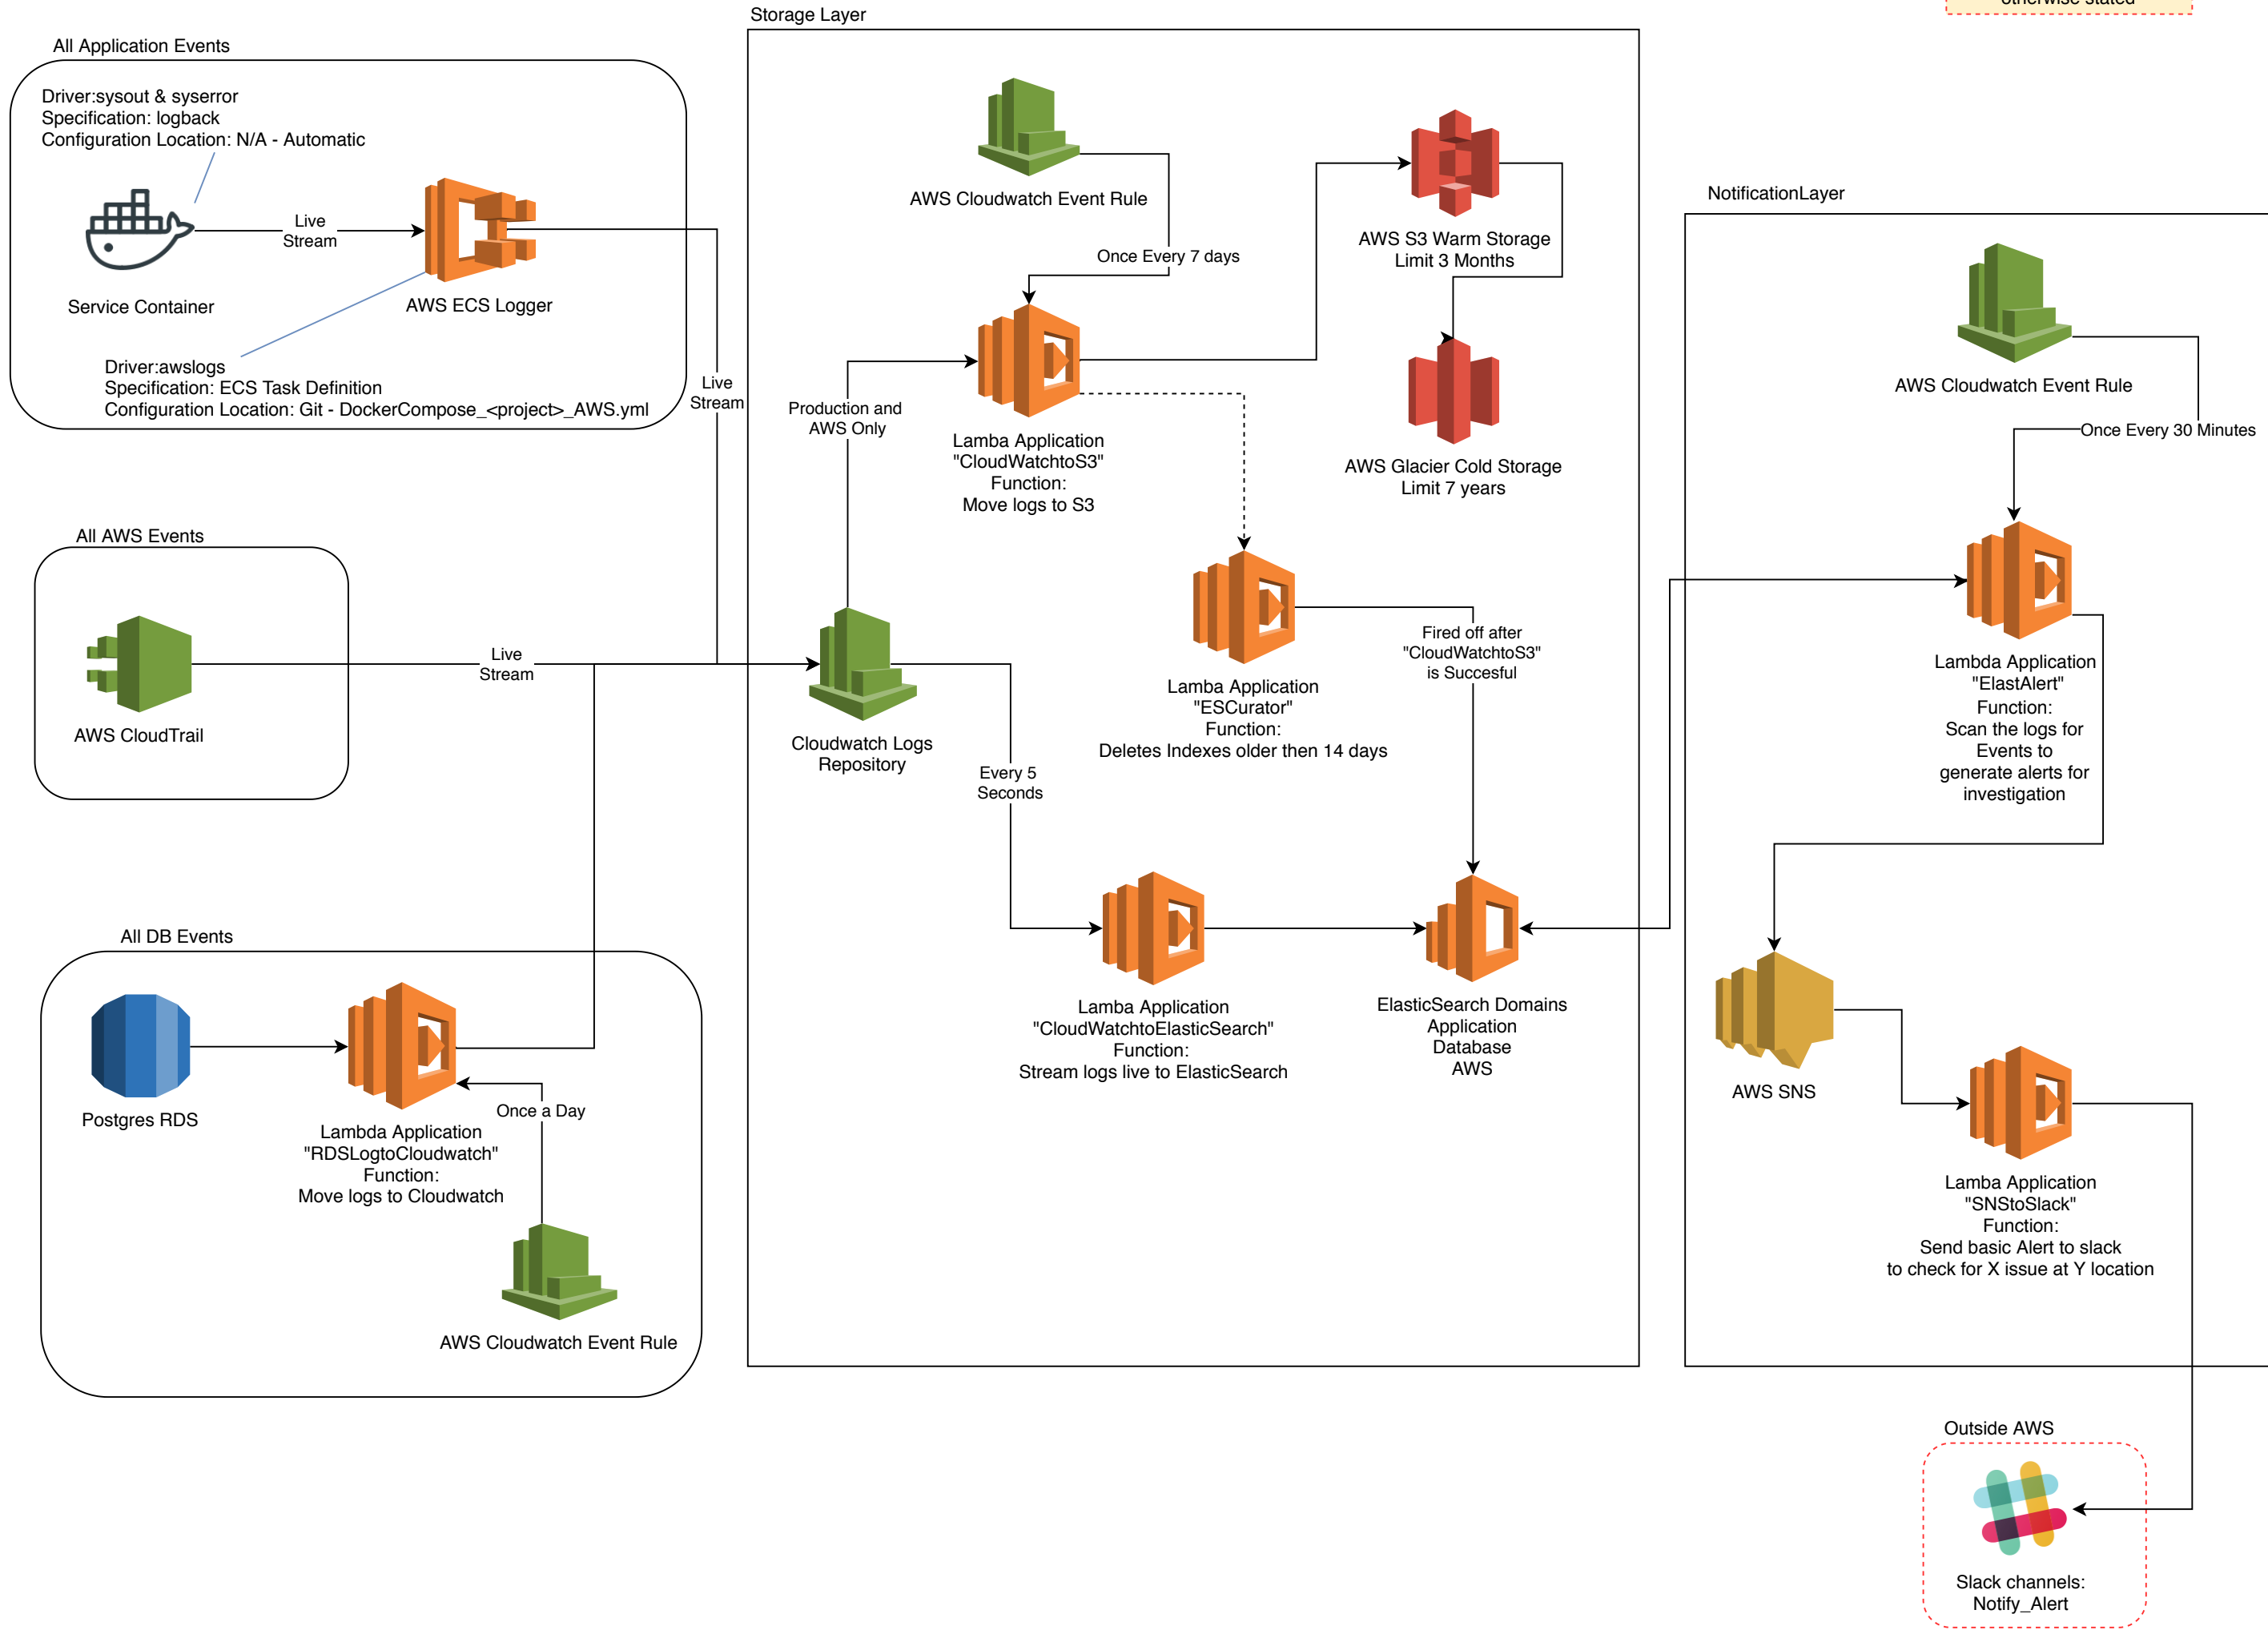 otherwise stated
Storage Layer
All Application Events
Driver:sysout & syserror
Specification: logback
Configuration Location: N/A - Automatic
Live
Stream
Service Container
AWS ECS Logger
Driver:awslogs
Specification: ECS Task Definition
Configuration Location: Git - DockerCompose_<project>_AWS.yml
Live
Stream
All AWS Events
AWS CloudTrail
Live
Stream
All DB Events
Postgres RDS
Lambda Application
"RDSLogtoCloudwatch"
Function:
Move logs to Cloudwatch
Once a Day
AWS Cloudwatch Event Rule
AWS Cloudwatch Event Rule
Once Every 7 days
AWS S3 Warm Storage
Limit 3 Months
Production and
AWS Only
Lamba Application
"CloudWatchtoS3"
Function:
Move logs to S3
AWS Glacier Cold Storage
Limit 7 years
Fired off after
"CloudWatchtoS3"
is Succesful
Lamba Application
"ESCurator"
Function:
Deletes Indexes older then 14 days
Cloudwatch Logs
Repository
Every 5
Seconds
Lamba Application
"CloudWatchtoElasticSearch"
Function:
Stream logs live to ElasticSearch
ElasticSearch Domains
Application
Database
AWS
NotificationLayer
AWS Cloudwatch Event Rule
Once Every 30 Minutes
Lambda Application
"ElastAlert"
Function:
Scan the logs for
Events to
generate alerts for
investigation
AWS SNS
Lamba Application
"SNStoSlack"
Function:
Send basic Alert to slack
to check for X issue at Y location
Outside AWS
Slack channels:
Notify_Alert